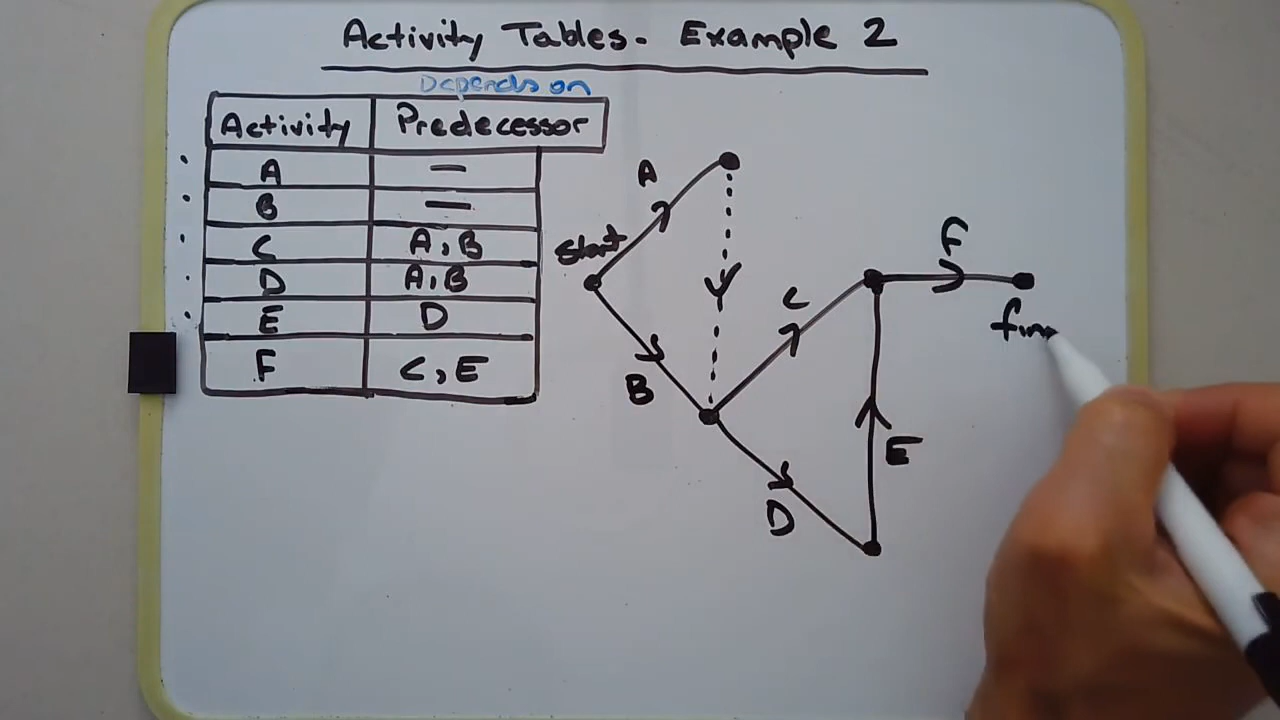 Activity Tables. Example 2
Depends on
Activity Predecessor
A —
B —
C A, B
D A, B
E D
F C, E
A
Start
F
C
B
E
D